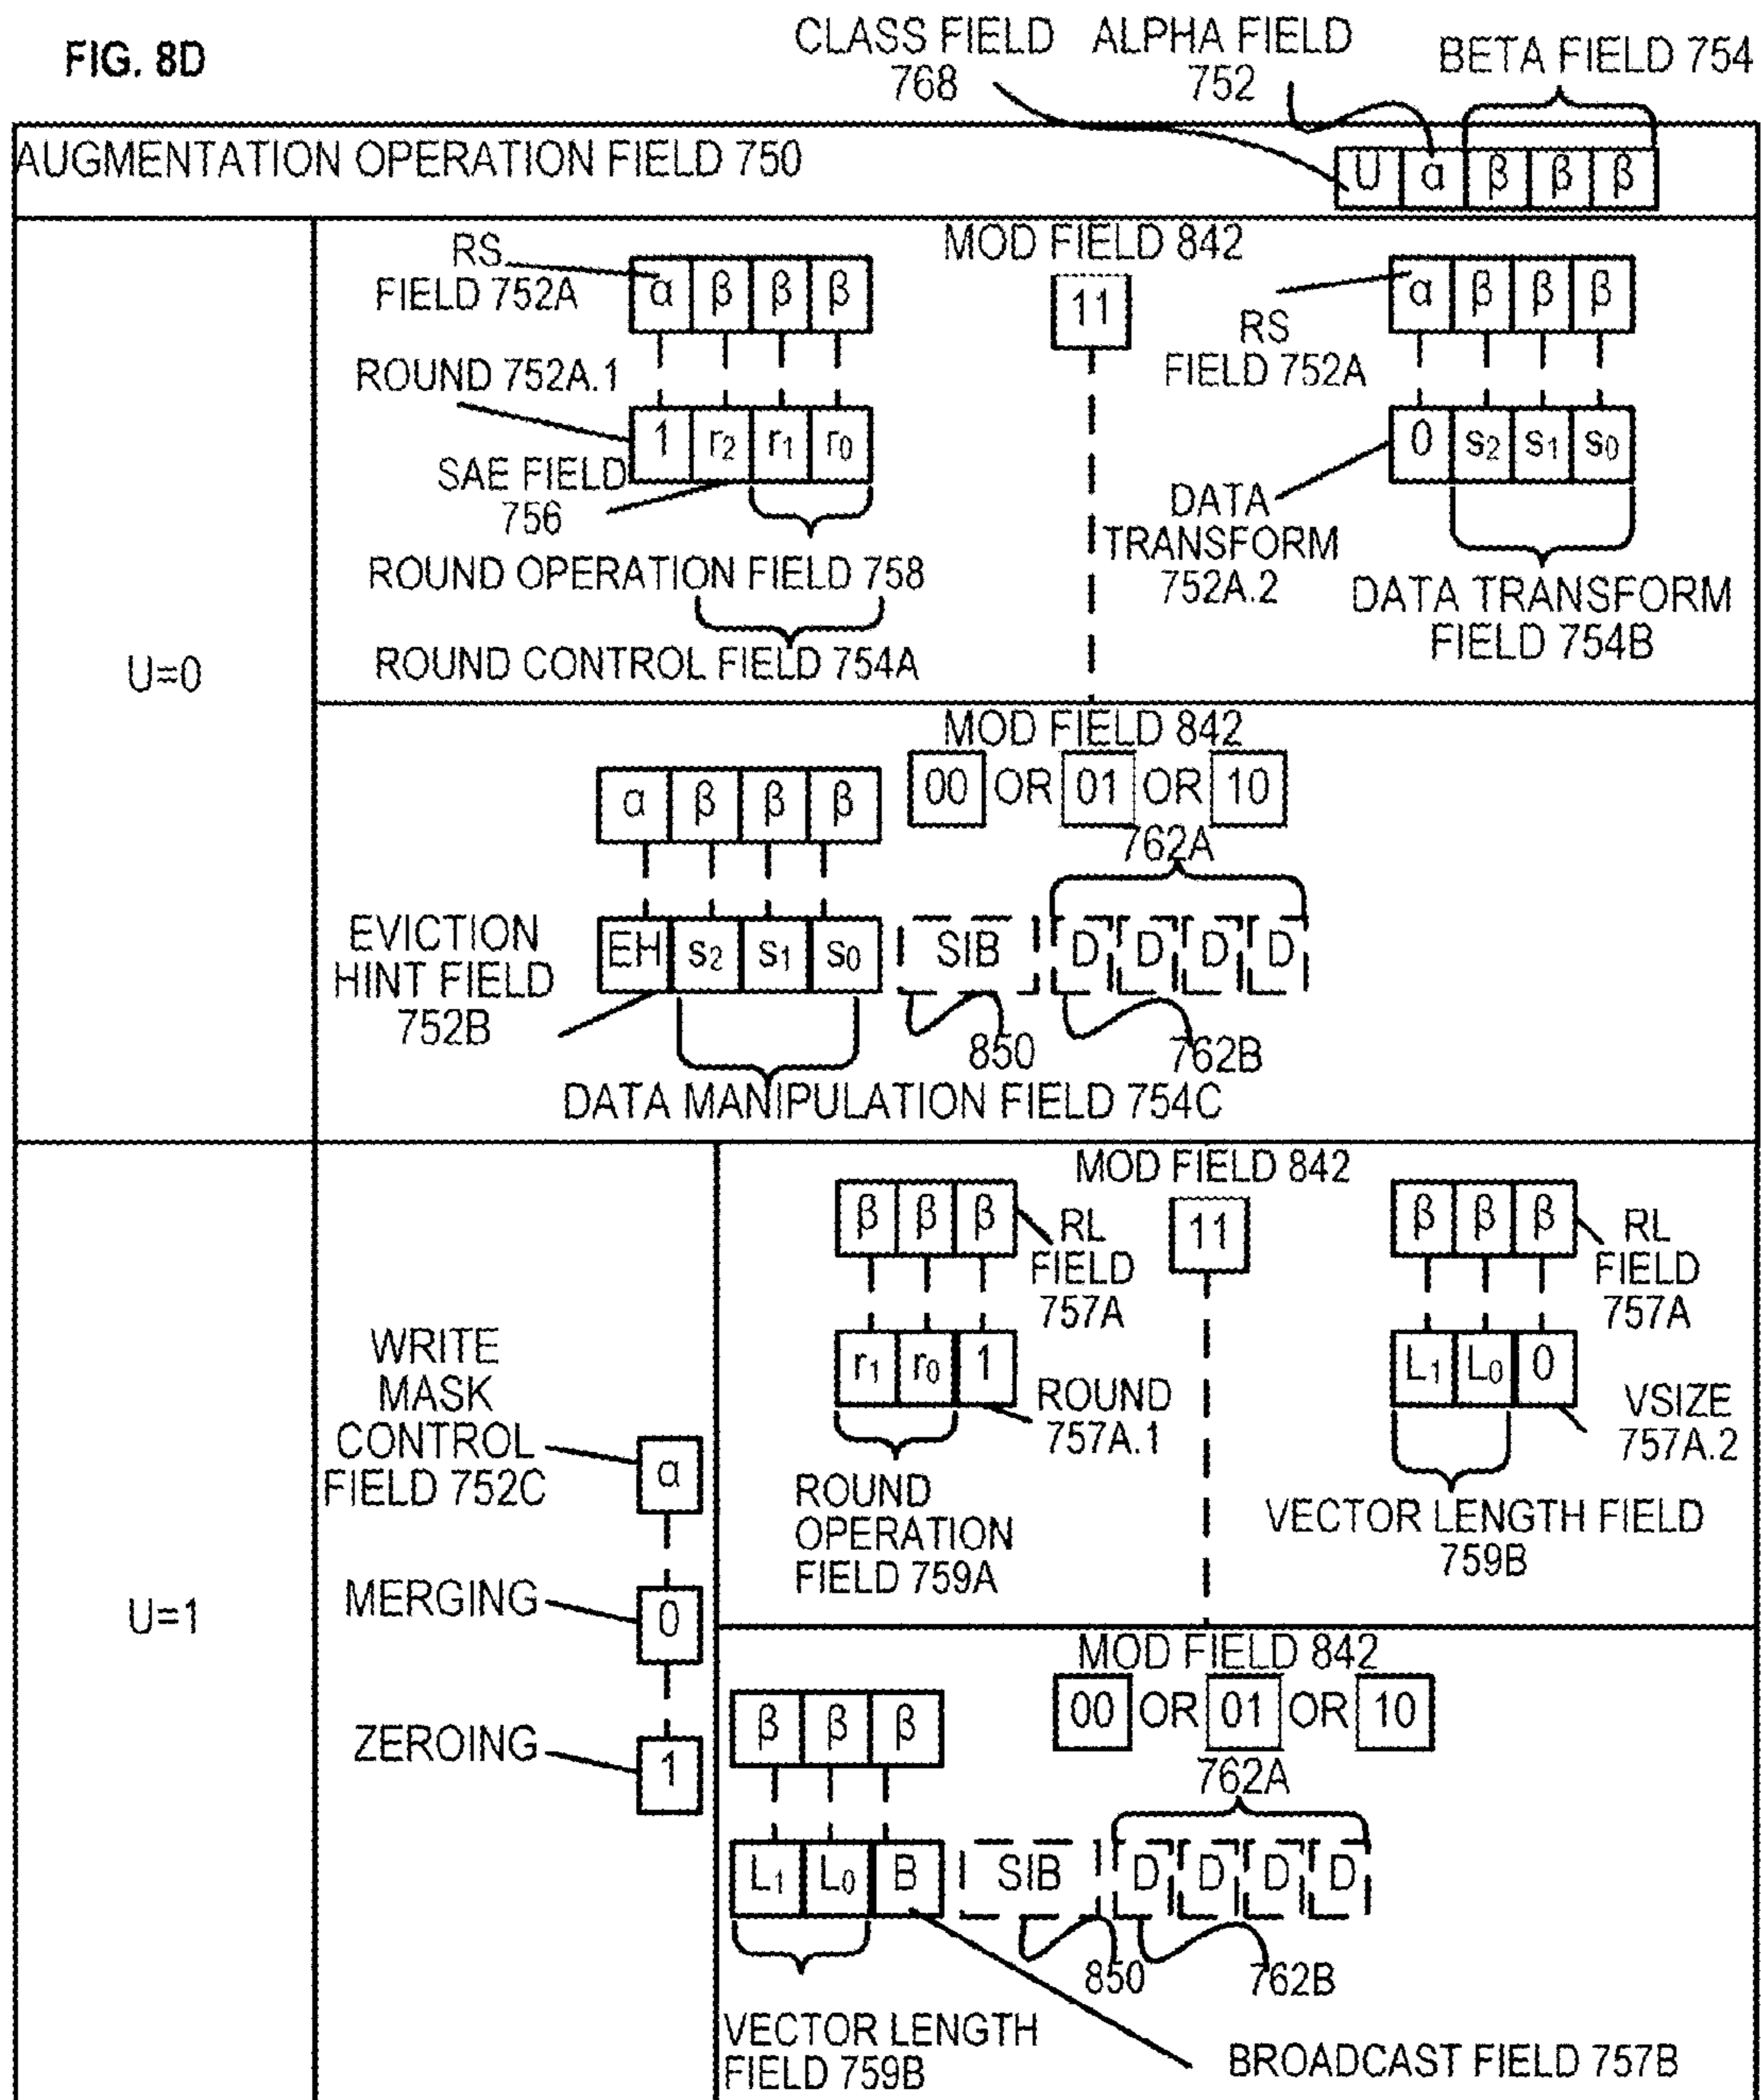 FIG. 8D
CLASS FIELD
768
ALPHA FIELD
752
BETA FIELD 754
AUGMENTATION OPERATION FIELD 750
U α β β β
U=0
MOD FIELD 842
11
RS
FIELD 752A
α β β β
ROUND 752A.1
1 r2 r1 r0
SAE FIELD
756
ROUND OPERATION FIELD 758
ROUND CONTROL FIELD 754A
α β β β
RS
FIELD 752A
0 s2 s1 s0
DATA
TRANSFORM
752A.2
DATA TRANSFORM
FIELD 754B
MOD FIELD 842
00 OR 01 OR 10
α β β β
762A
EVICTION
HINT FIELD
752B
EH s2 s1 s0 SIB D D D D
850
762B
DATA MANIPULATION FIELD 754C
U=1
WRITE
MASK
CONTROL
FIELD 752C
α
MERGING
0
ZEROING
1
MOD FIELD 842
11
β β β
RL
FIELD
757A
r1 r0 1
ROUND
757A.1
ROUND
OPERATION
FIELD 759A
β β β
RL
FIELD
757A
L1 L0 0
VSIZE
757A.2
VECTOR LENGTH FIELD
759B
MOD FIELD 842
00 OR 01 OR 10
β β β
762A
L1 L0 B SIB D D D D
850
762B
VECTOR LENGTH
FIELD 759B
BROADCAST FIELD 757B